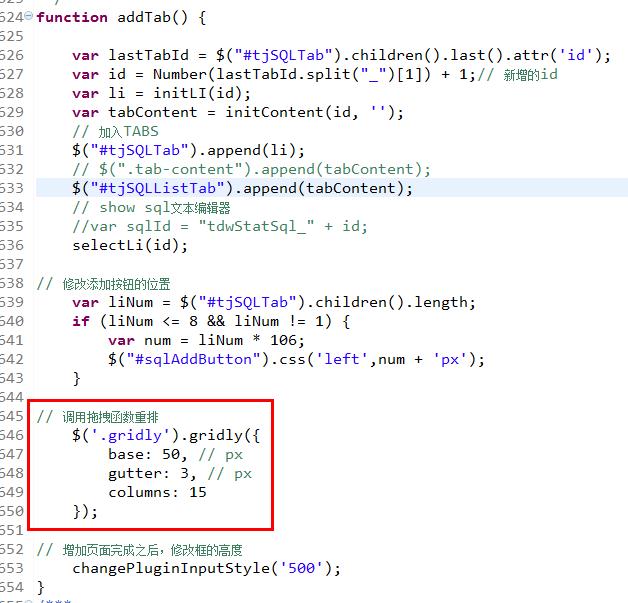 624 function addTab() {
625
626 var lastTabId = $("#tjSQLTab").children().last().attr('id');
627 var id = Number(lastTabId.split("_")[1]) + 1;// 新增的id
628 var li = initLI(id);
629 var tabContent = initContent(id, '');
630 // 加入TABS
631 $("#tjSQLTab").append(li);
632 // $(".tab-content").append(tabContent);
633 $("#tjSQLListTab").append(tabContent);
634 // show sql文本编辑器
635 //var sqlId = "tdwStatSql_" + id;
636 selectLi(id);
637
638 // 修改添加按钮的位置
639 var liNum = $("#tjSQLTab").children().length;
640 if (liNum <= 8 && liNum != 1) {
641 var num = liNum * 106;
642 $("#sqlAddButton").css('left',num + 'px');
643 }
644
645 // 调用拖拽函数重排
646 $('.gridly').gridly({
647 base: 50, // px
648 gutter: 3, // px
649 columns: 15
650 });
651
652 // 增加页面完成之后，修改框的高度
653 changePluginInputStyle('500');
654 }